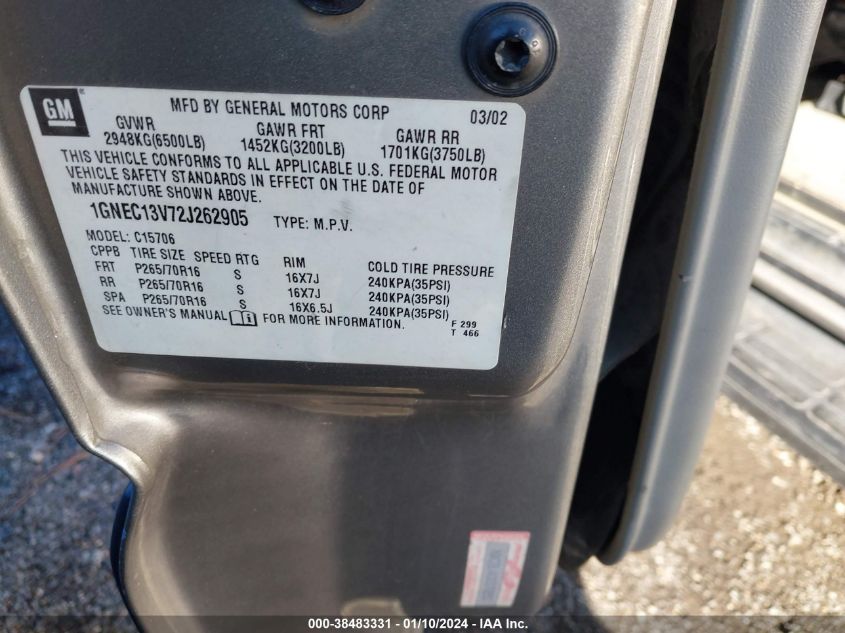 GM
MFD BY GENERAL MOTORS CORP 03/02
GVWR GAWR FRT GAWR RR
2948KG(6500LB) 1452KG(3200LB) 1701KG(3750LB)
THIS VEHICLE CONFORMS TO ALL APPLICABLE U.S. FEDERAL MOTOR
VEHICLE SAFETY STANDARDS IN EFFECT ON THE DATE OF
MANUFACTURE SHOWN ABOVE.
1GNEC13V72J262905 TYPE: M.P.V.
MODEL: C15706
CPPB TIRE SIZE SPEED RTG RIM COLD TIRE PRESSURE
FRT P265/70R16 S 16X7J 240KPA(35PSI)
RR P265/70R16 S 16X7J 240KPA(35PSI)
SPA P265/70R16 S 16X6.5J 240KPA(35PSI)
SEE OWNER'S MANUAL FOR MORE INFORMATION.
F 299
T 466
000-38483331 - 01/10/2024 - IAA Inc.